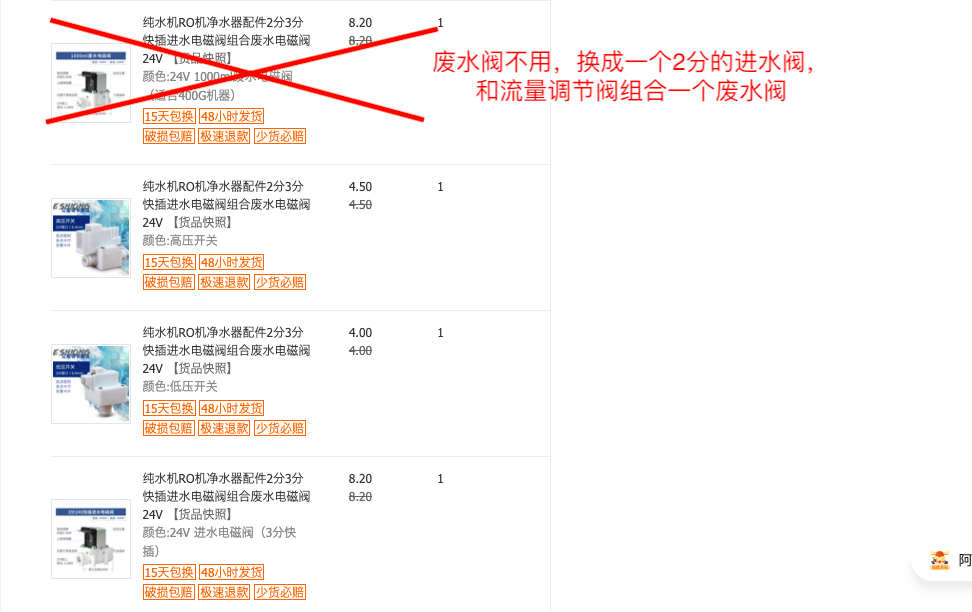 纯水机RO机净水器配件2分3分
快插进水电磁阀组合废水电磁阀
24V 【货品快照】
颜色:24V 1000ml废水电磁阀
（适合400G机器）
15天包换 48小时发货
破损包赔 极速退款 少货必赔
8.20
8.20
1
废水阀不用，换成一个2分的进水阀，
和流量调节阀组合一个废水阀
纯水机RO机净水器配件2分3分
快插进水电磁阀组合废水电磁阀
24V 【货品快照】
颜色:高压开关
15天包换 48小时发货
破损包赔 极速退款 少货必赔
4.50
4.50
1
高压开关
纯水机RO机净水器配件2分3分
快插进水电磁阀组合废水电磁阀
24V 【货品快照】
颜色:低压开关
15天包换 48小时发货
破损包赔 极速退款 少货必赔
4.00
4.00
1
低压开关
纯水机RO机净水器配件2分3分
快插进水电磁阀组合废水电磁阀
24V 【货品快照】
颜色:24V 进水电磁阀（3分快
插）
15天包换 48小时发货
破损包赔 极速退款 少货必赔
8.20
8.20
1
阿